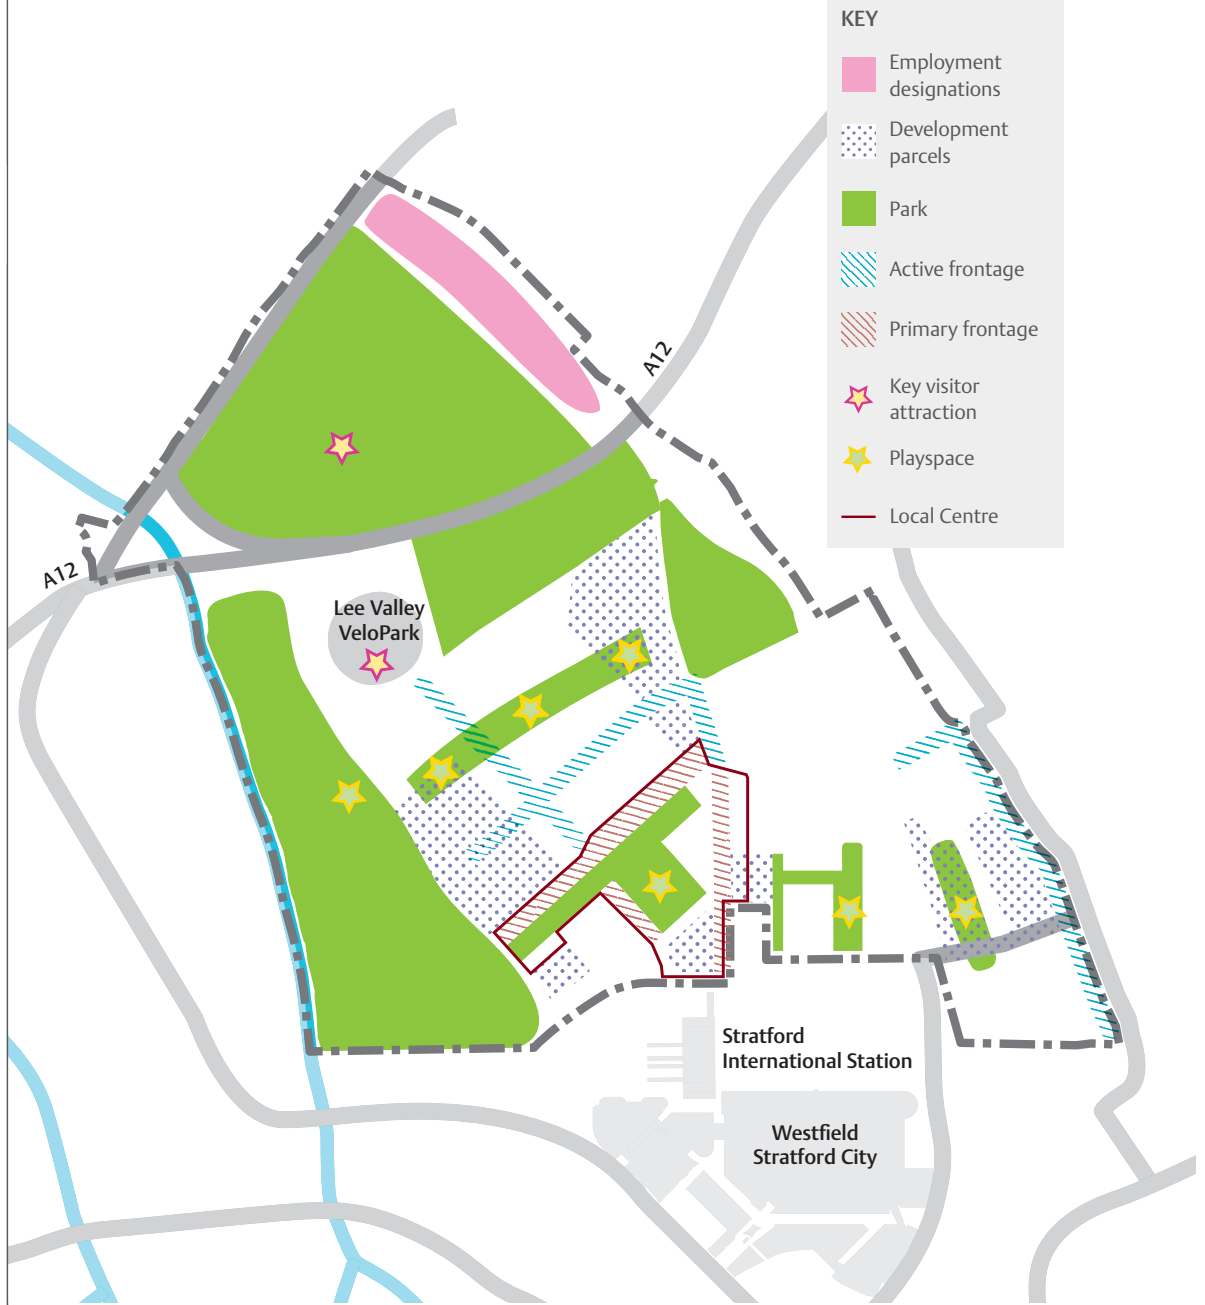 KEY
Employment
designations
Development
parcels
Park
Active frontage
Primary frontage
Key visitor
attraction
Playspace
Local Centre
A12
A12
Lee Valley
VeloPark
Stratford
International Station
Westfield
Stratford City